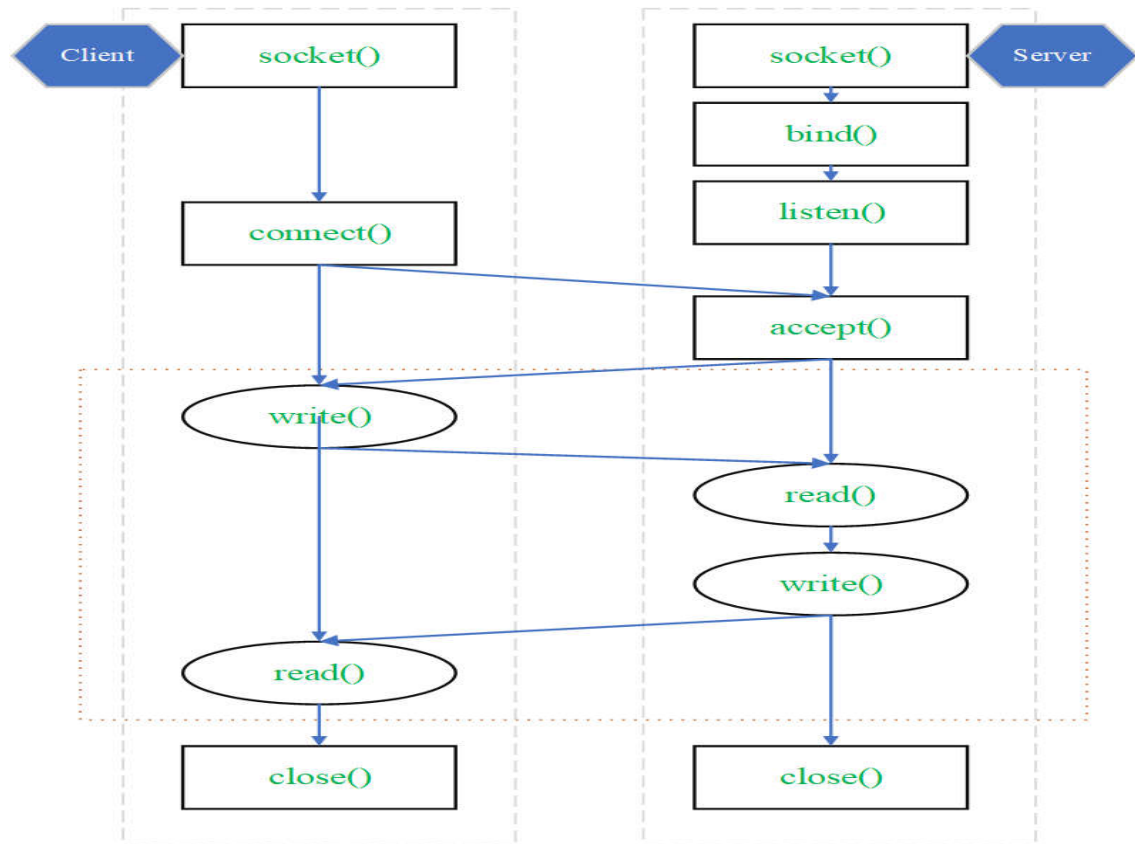 Client
socket()
connect()
write()
read()
close()
Server
socket()
bind()
listen()
accept()
read()
write()
close()